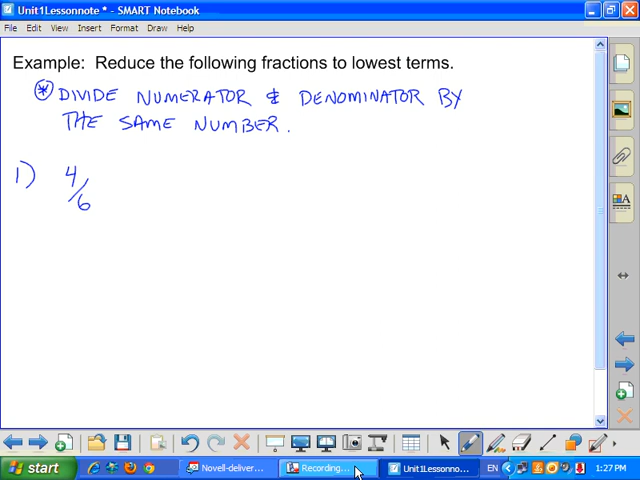 Unit1Lessonnote * - SMART Notebook
File Edit View Insert Format Draw Help
Example: Reduce the following fractions to lowest terms.
* DIVIDE NUMERATOR & DENOMINATOR BY
THE SAME NUMBER.
1) 4/6
start Novell-deliver... Recording... Unit1Lessonno... EN 1:27 PM